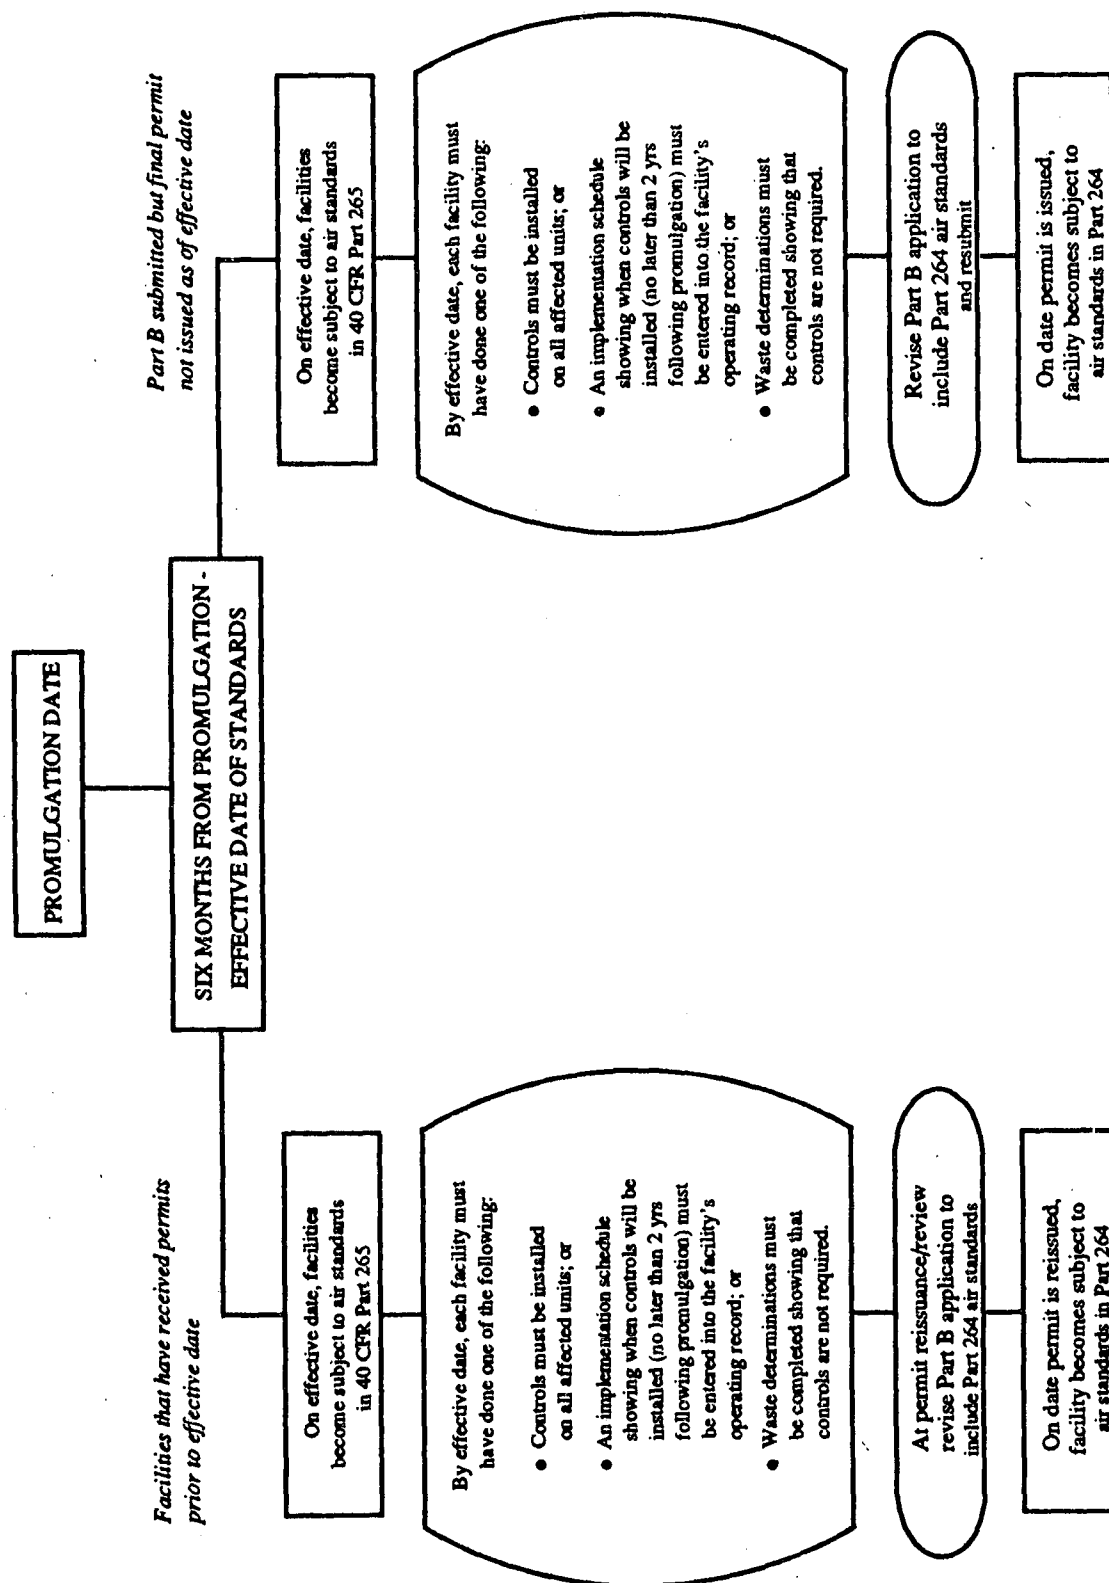 PROMULGATION DATE
SIX MONTHS FROM PROMULGATION -
EFFECTIVE DATE OF STANDARDS
Facilities that have received permits
prior to effective date
On effective date, facilities
become subject to air standards
in 40 CFR Part 265
By effective date, each facility must
have done one of the following:
• Controls must be installed
on all affected units; or
• An implementation schedule
showing when controls will be
installed (no later than 2 yrs
following promulgation) must
be entered into the facility's
operating record; or
• Waste determinations must
be completed showing that
controls are not required.
At permit reissuance/review
revise Part B application to
include Part 264 air standards
On date permit is reissued,
facility becomes subject to
air standards in Part 264
Part B submitted but final permit
not issued as of effective date
On effective date, facilities
become subject to air standards
in 40 CFR Part 265
By effective date, each facility must
have done one of the following:
• Controls must be installed
on all affected units; or
• An implementation schedule
showing when controls will be
installed (no later than 2 yrs
following promulgation) must
be entered into the facility's
operating record; or
• Waste determinations must
be completed showing that
controls are not required.
Revise Part B application to
include Part 264 air standards
and resubmit
On date permit is issued,
facility becomes subject to
air standards in Part 264